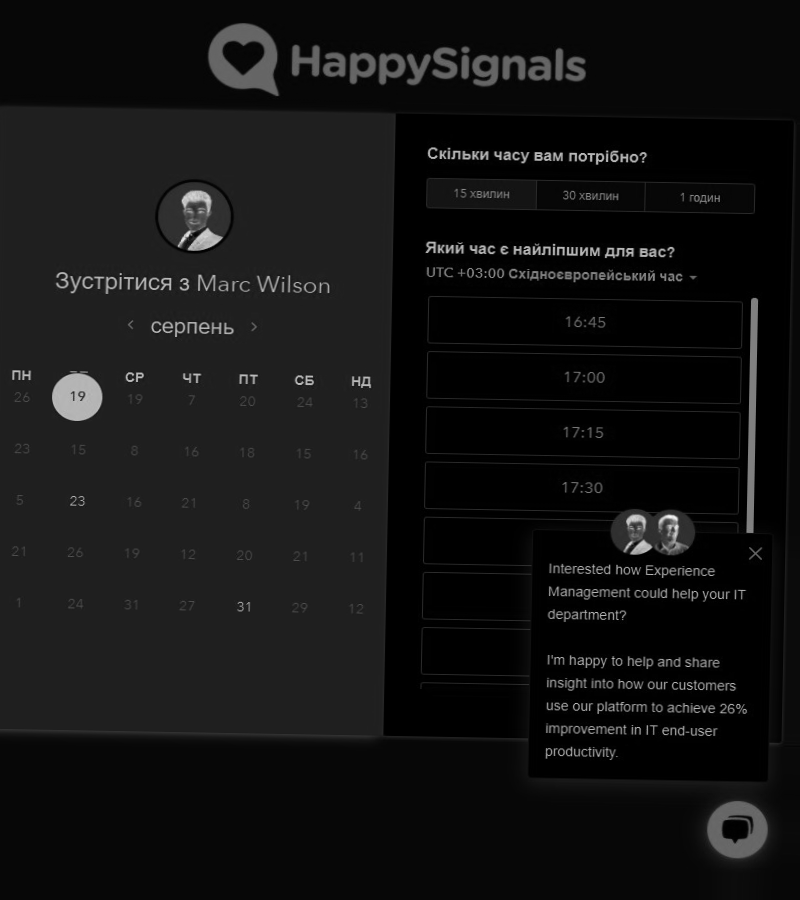 HappySignals
Зустрітися з Marc Wilson
серпень
ПН СР ЧТ ПТ СБ НД
26 19 19 7 20 24 13
23 15 8 16 18 15 16
5 23 16 21 8 19 4
21 26 19 12 20 21 11
1 24 31 27 31 29 12
Скільки часу вам потрібно?
15 хвилин 30 хвилин 1 годин
Який час є найліпшим для вас?
UTC +03:00 Східноєвропейський час
16:45
17:00
17:15
17:30
Interested how Experience
Management could help your IT
department?
I'm happy to help and share
insight into how our customers
use our platform to achieve 26%
improvement in IT end-user
productivity.